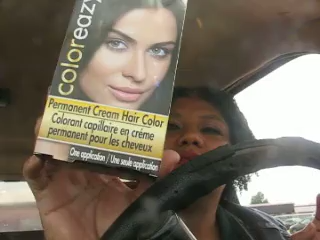 coloreazy
Permanent Cream Hair Color
Colorant capillaire en crème
permanent pour les cheveux
One application / Une seule application